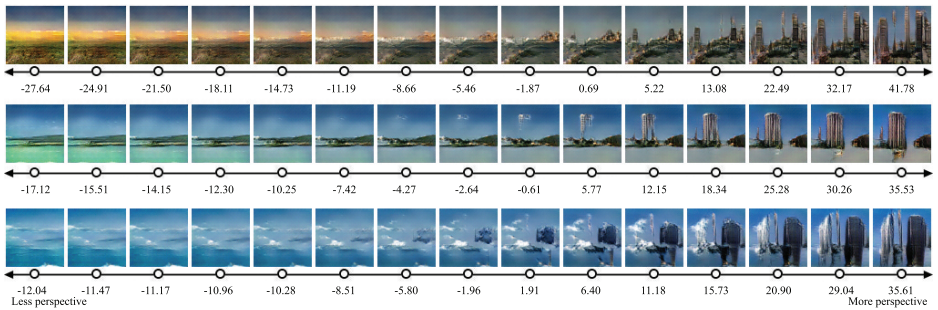 -27.64 -24.91 -21.50 -18.11 -14.73 -11.19 -8.66 -5.46 -1.87 0.69 5.22 13.08 22.49 32.17 41.78
-17.12 -15.51 -14.15 -12.30 -10.25 -7.42 -4.27 -2.64 -0.61 5.77 12.15 18.34 25.28 30.26 35.53
-12.04 -11.47 -11.17 -10.96 -10.28 -8.51 -5.80 -1.96 1.91 6.40 11.18 15.73 20.90 29.04 35.61
Less perspective More perspective